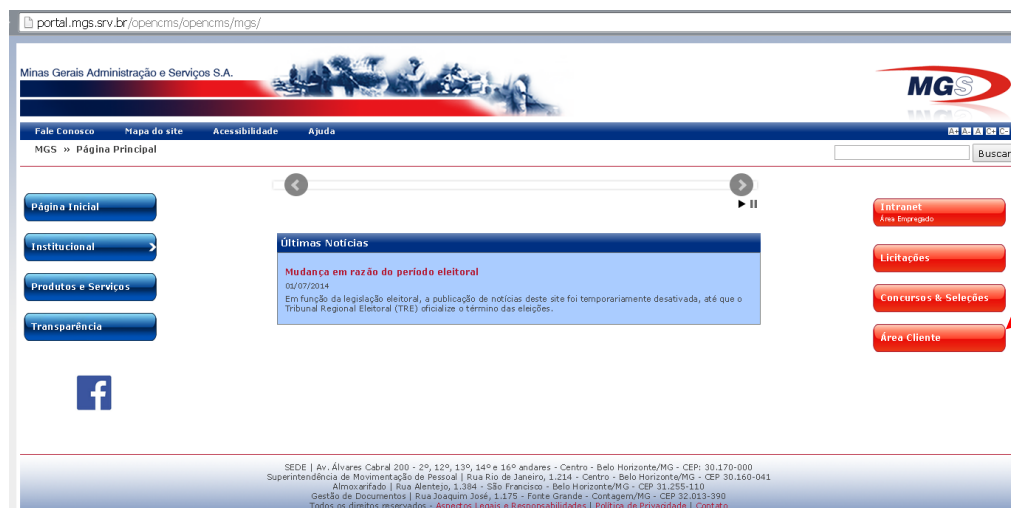 portal.mgs.srv.br/opencms/opencms/mgs/
Minas Gerais Administração e Serviços S.A.
MGS
Fale Conosco Mapa do site Acessibilidade Ajuda
A+ A- A C+ C-
MGS » Página Principal
Buscar
Página Inicial
Institucional
Produtos e Serviços
Transparência
Últimas Notícias
Mudança em razão do período eleitoral
01/07/2014
Em função da legislação eleitoral, a publicação de notícias deste site foi temporariamente desativada, até que o
Tribunal Regional Eleitoral (TRE) oficialize o término das eleições.
Intranet
Área Empregado
Licitações
Concursos & Seleções
Área Cliente
f
SEDE | Av. Álvares Cabral 200 - 2º, 12º, 13º, 14º e 16º andares - Centro - Belo Horizonte/MG - CEP: 30.170-000
Superintendência de Movimentação de Pessoal | Rua Rio de Janeiro, 1.214 - Centro - Belo Horizonte/MG - CEP 30.160-041
Almoxarifado | Rua Alentejo, 1.384 - São Francisco - Belo Horizonte/MG - CEP 31.255-110
Gestão de Documentos | Rua Joaquim José, 1.175 - Fonte Grande - Contagem/MG - CEP 32.013-390
Todos os direitos reservados - Aspectos Legais e Responsabilidades | Política de Privacidade | Contato